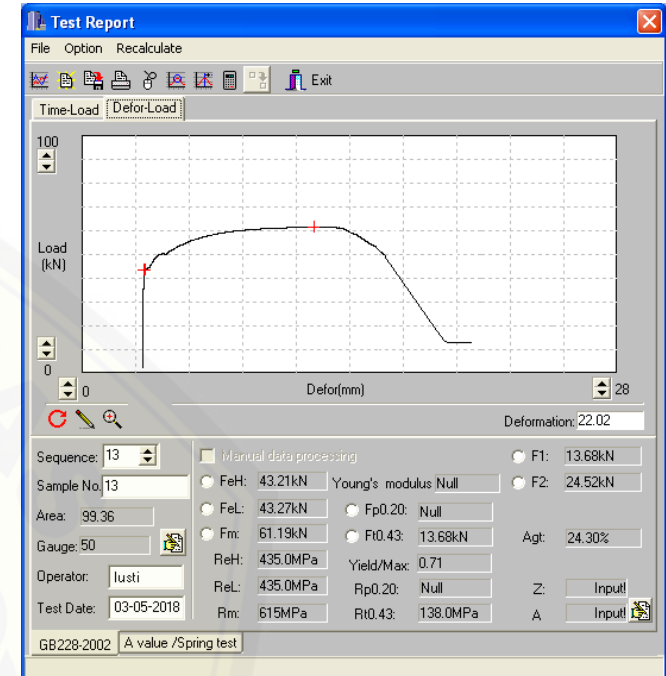 Test Report
File Option Recalculate
Exit
Time-Load Defor-Load
100
Load
(kN)
0
0 Defor(mm) 28
Deformation: 22.02
Sequence: 13 Manual data processing F1: 13.68kN
Sample No. 13 FeH: 43.21kN Young's modulus Null F2: 24.52kN
Area: 99.36 FeL: 43.27kN Fp0.20: Null
Gauge: 50 Fm: 61.19kN Ft0.43: 13.68kN Agt: 24.30%
ReH: 435.0MPa Yield/Max: 0.71
Operator: lusti ReL: 435.0MPa Rp0.20: Null Z: Input!
Test Date: 03-05-2018 Rm: 615MPa Rt0.43: 138.0MPa A Input!
GB228-2002 A value /Spring test